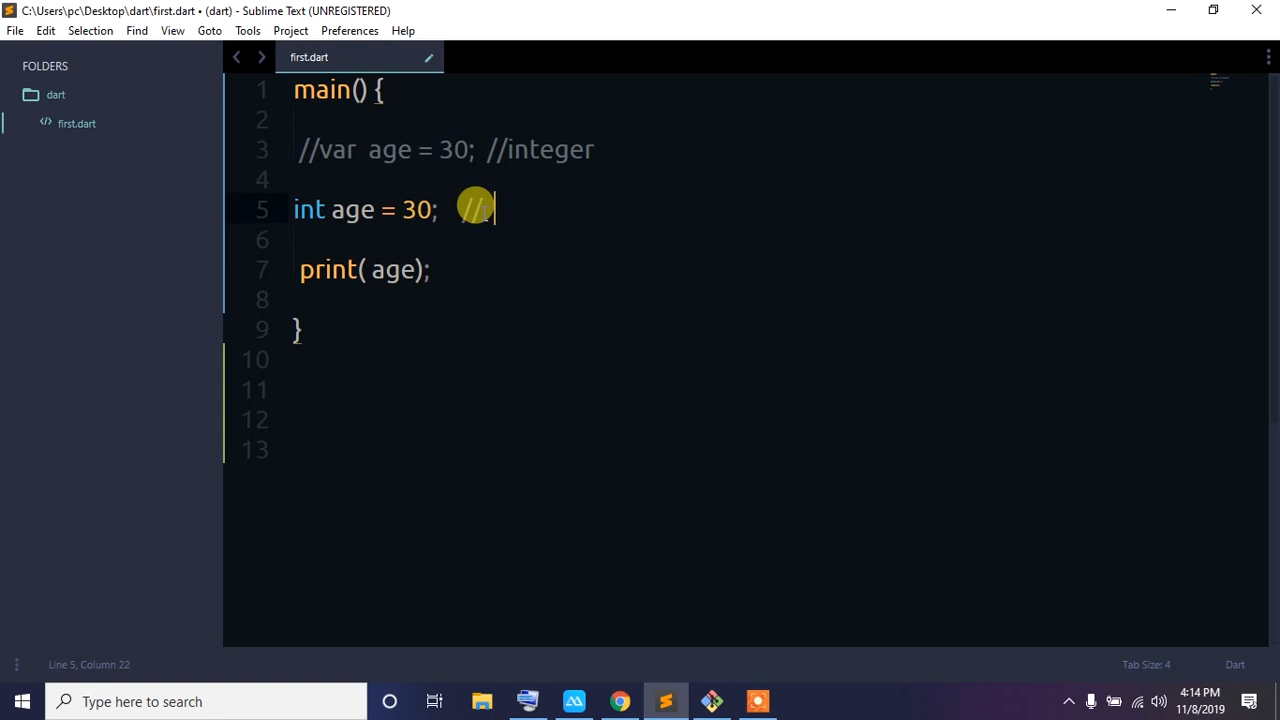 C:\Users\pc\Desktop\dart\first.dart • (dart) - Sublime Text (UNREGISTERED)
File Edit Selection Find View Goto Tools Project Preferences Help
FOLDERS
dart
first.dart
first.dart
1 main() {
2
3 //var age = 30; //integer
4
5 int age = 30; //
6
7 print( age);
8
9 }
10
11
12
13
Line 5, Column 22
Tab Size: 4
Dart
Type here to search
4:14 PM
11/8/2019